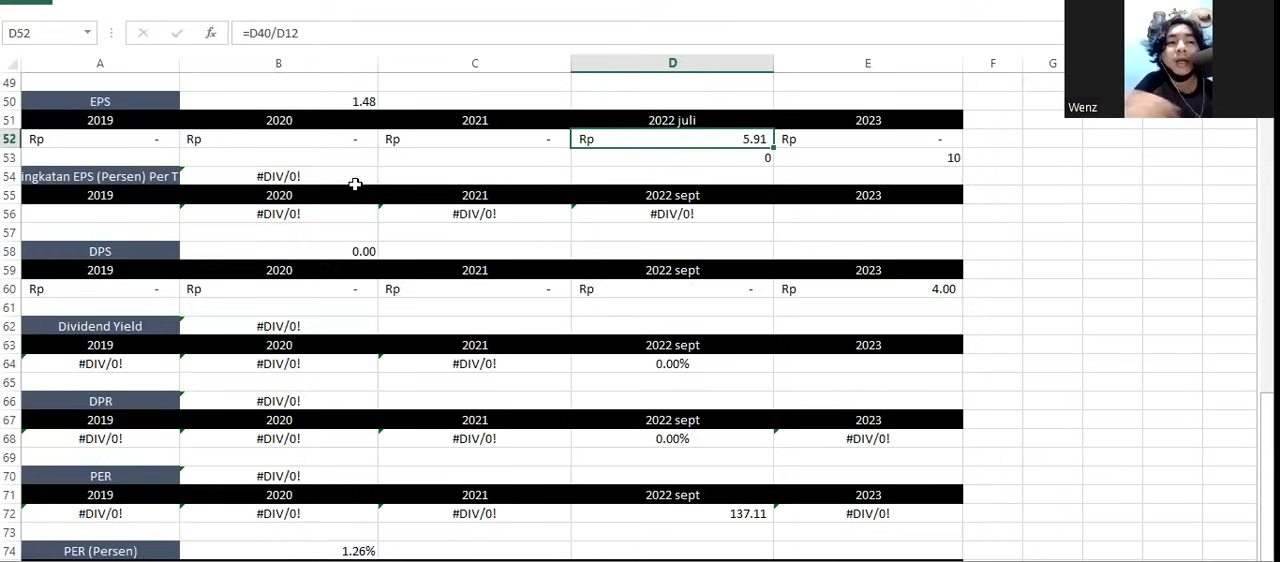 D52 fx =D40/D12
A B C D E F G
49
50 EPS 1.48
51 2019 2020 2021 2022 juli 2023
52 Rp - Rp - Rp - Rp 5.91 Rp -
53 0 10
54 ingkatan EPS (Persen) Per T #DIV/0!
55 2019 2020 2021 2022 sept 2023
56 #DIV/0! #DIV/0! #DIV/0!
57
58 DPS 0.00
59 2019 2020 2021 2022 sept 2023
60 Rp - Rp - Rp - Rp - Rp 4.00
61
62 Dividend Yield #DIV/0!
63 2019 2020 2021 2022 sept 2023
64 #DIV/0! #DIV/0! #DIV/0! 0.00%
65
66 DPR #DIV/0!
67 2019 2020 2021 2022 sept 2023
68 #DIV/0! #DIV/0! #DIV/0! 0.00% #DIV/0!
69
70 PER #DIV/0!
71 2019 2020 2021 2022 sept 2023
72 #DIV/0! #DIV/0! #DIV/0! 137.11 #DIV/0!
73
74 PER (Persen) 1.26%
Wenz